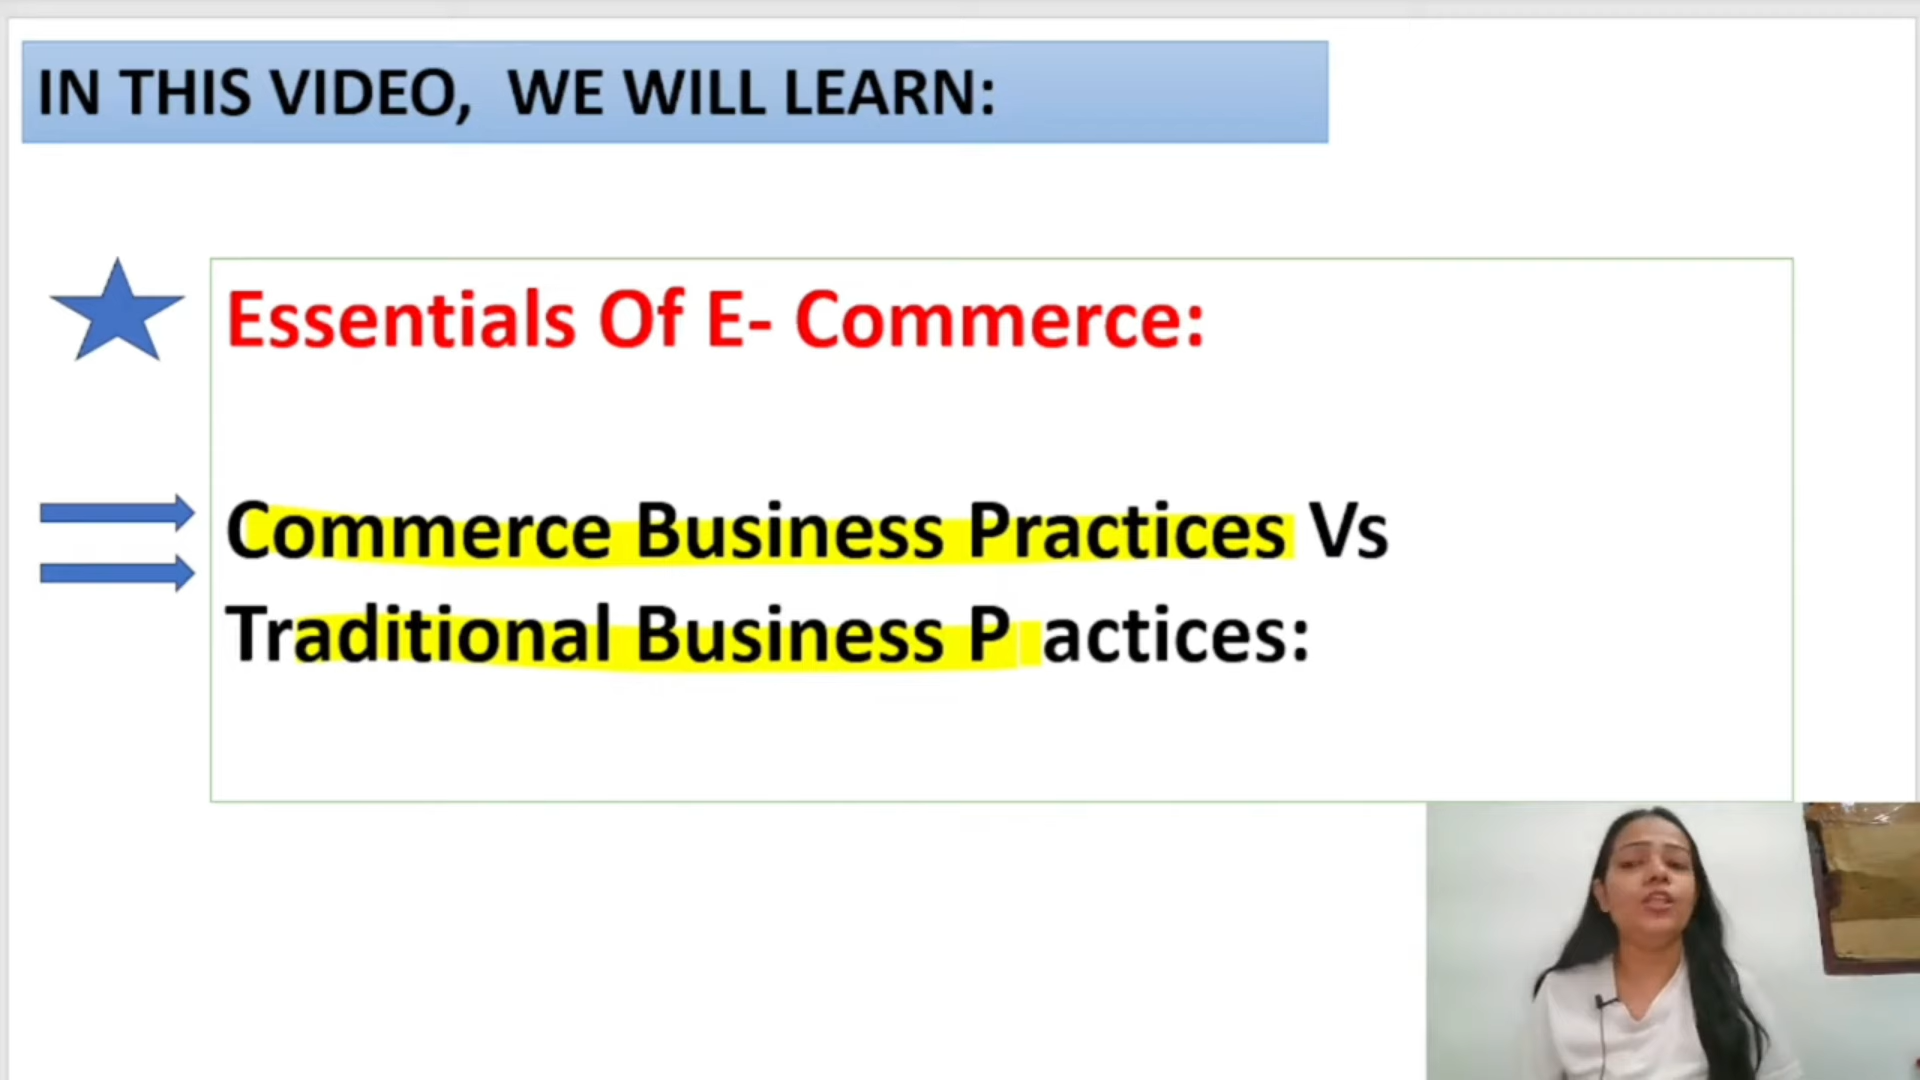 IN THIS VIDEO, WE WILL LEARN:
Essentials Of E- Commerce:
Commerce Business Practices Vs
Traditional Business P actices: